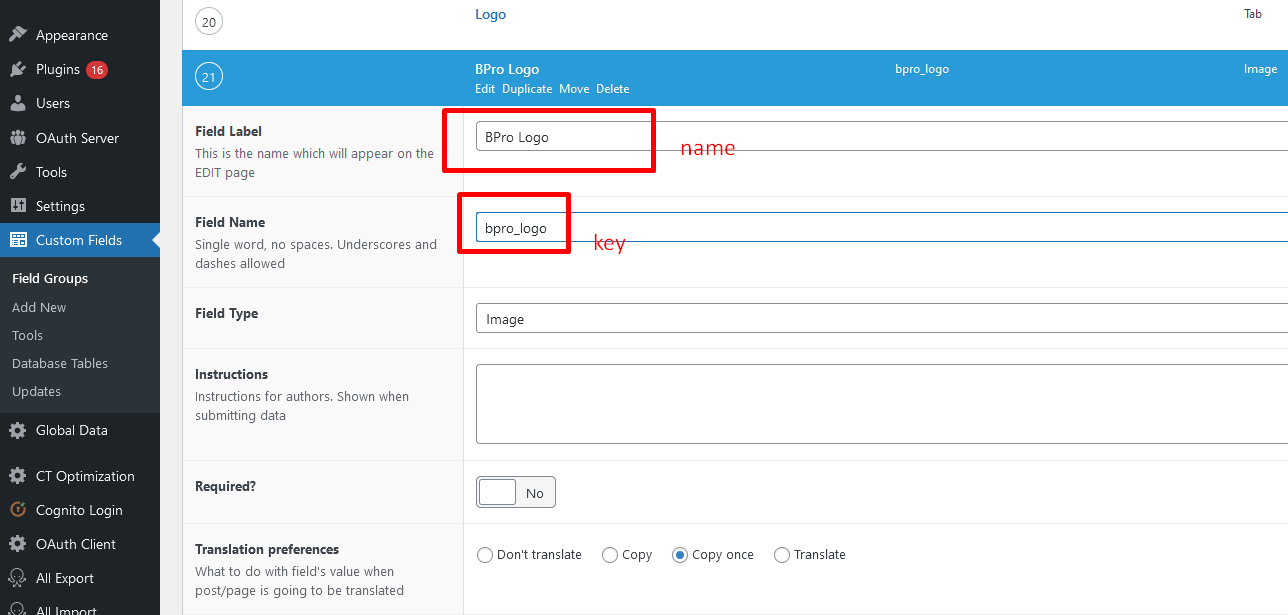 Appearance
Plugins 16
Users
OAuth Server
Tools
Settings
Custom Fields
Field Groups
Add New
Tools
Database Tables
Updates
Global Data
CT Optimization
Cognito Login
OAuth Client
All Export
All Import
20 Logo Tab
21 BPro Logo bpro_logo Image
Edit Duplicate Move Delete
Field Label
This is the name which will appear on the
EDIT page
BPro Logo
name
Field Name
Single word, no spaces. Underscores and
dashes allowed
bpro_logo
key
Field Type
Image
Instructions
Instructions for authors. Shown when
submitting data
Required?
No
Translation preferences
What to do with field's value when
post/page is going to be translated
Don't translate Copy Copy once Translate